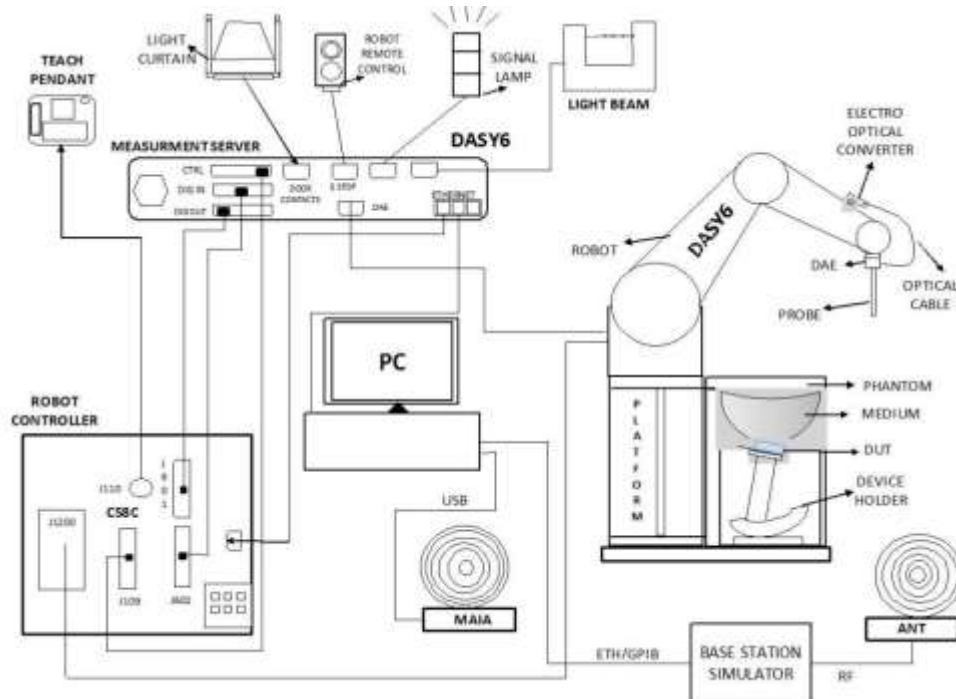 LIGHT
CURTAIN
ROBOT
REMOTE
CONTROL
SIGNAL
LAMP
LIGHT BEAM
TEACH
PENDANT
MEASURMENT SERVER
DASY6
CTRL
DIG IN
DIG OUT
DOOR
CONTACTS
E STOP
DAE
ETHERNET
ELECTRO
OPTICAL
CONVERTER
ROBOT
DASY6
DAE
OPTICAL
CABLE
PROBE
PC
PHANTOM
MEDIUM
DUT
DEVICE
HOLDER
PLATFORM
ROBOT
CONTROLLER
J110
CS8C
J1200
J109
J602
USB
MAIA
ANT
ETH/GPIB
BASE STATION
SIMULATOR
RF